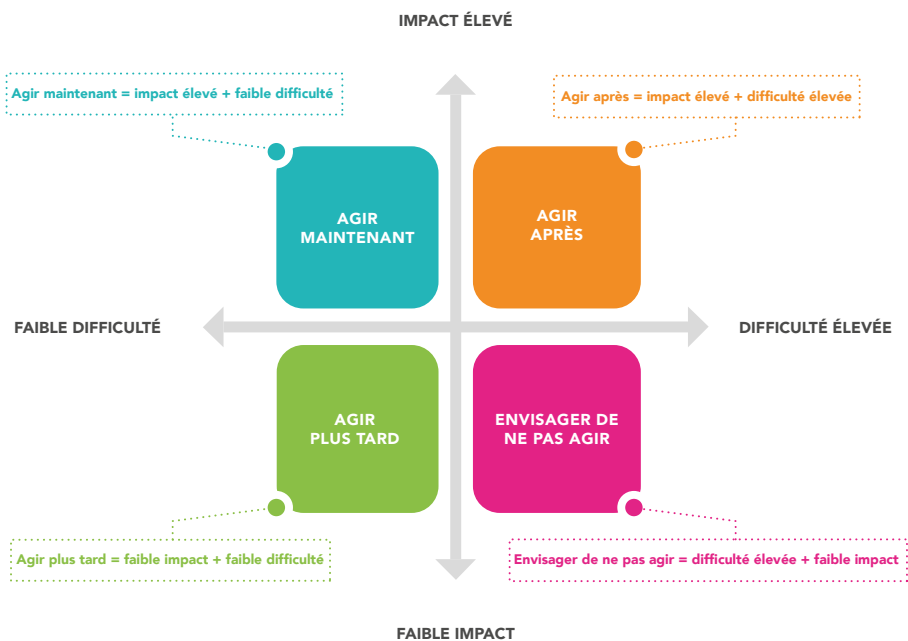 IMPACT ÉLEVÉ
Agir maintenant = impact élevé + faible difficulté
Agir après = impact élevé + difficulté élevée
AGIR
MAINTENANT
AGIR
APRÈS
FAIBLE DIFFICULTÉ
DIFFICULTÉ ÉLEVÉE
AGIR
PLUS TARD
ENVISAGER DE
NE PAS AGIR
Agir plus tard = faible impact + faible difficulté
Envisager de ne pas agir = difficulté élevée + faible impact
FAIBLE IMPACT